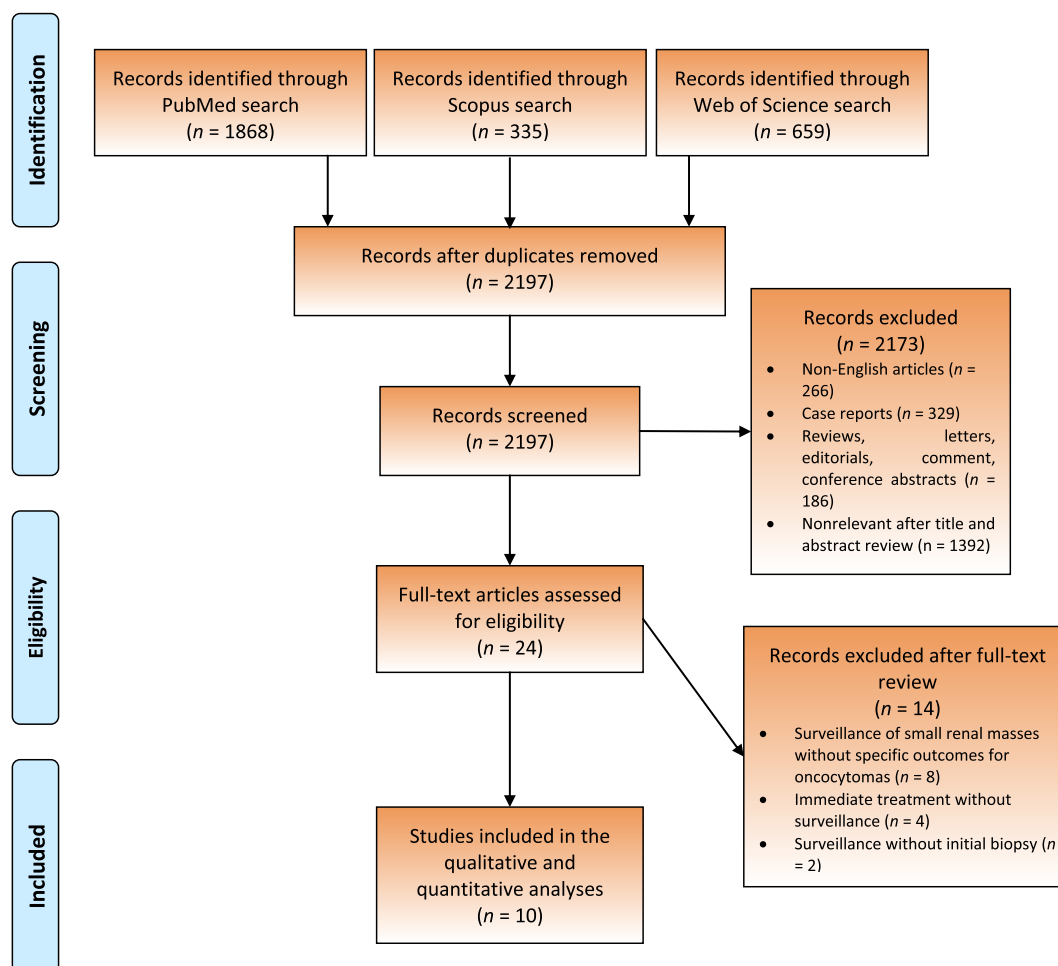 Identification
Records identified through
PubMed search
(n = 1868)
Records identified through
Scopus search
(n = 335)
Records identified through
Web of Science search
(n = 659)
Records after duplicates removed
(n = 2197)
Screening
Records screened
(n = 2197)
Records excluded
(n = 2173)
• Non-English articles (n =
266)
• Case reports (n = 329)
• Reviews, letters,
editorials, comment,
conference abstracts (n =
186)
• Nonrelevant after title and
abstract review (n = 1392)
Eligibility
Full-text articles assessed
for eligibility
(n = 24)
Records excluded after full-text
review
(n = 14)
• Surveillance of small renal masses
without specific outcomes for
oncocytomas (n = 8)
• Immediate treatment without
surveillance (n = 4)
• Surveillance without initial biopsy (n
= 2)
Included
Studies included in the
qualitative and
quantitative analyses
(n = 10)